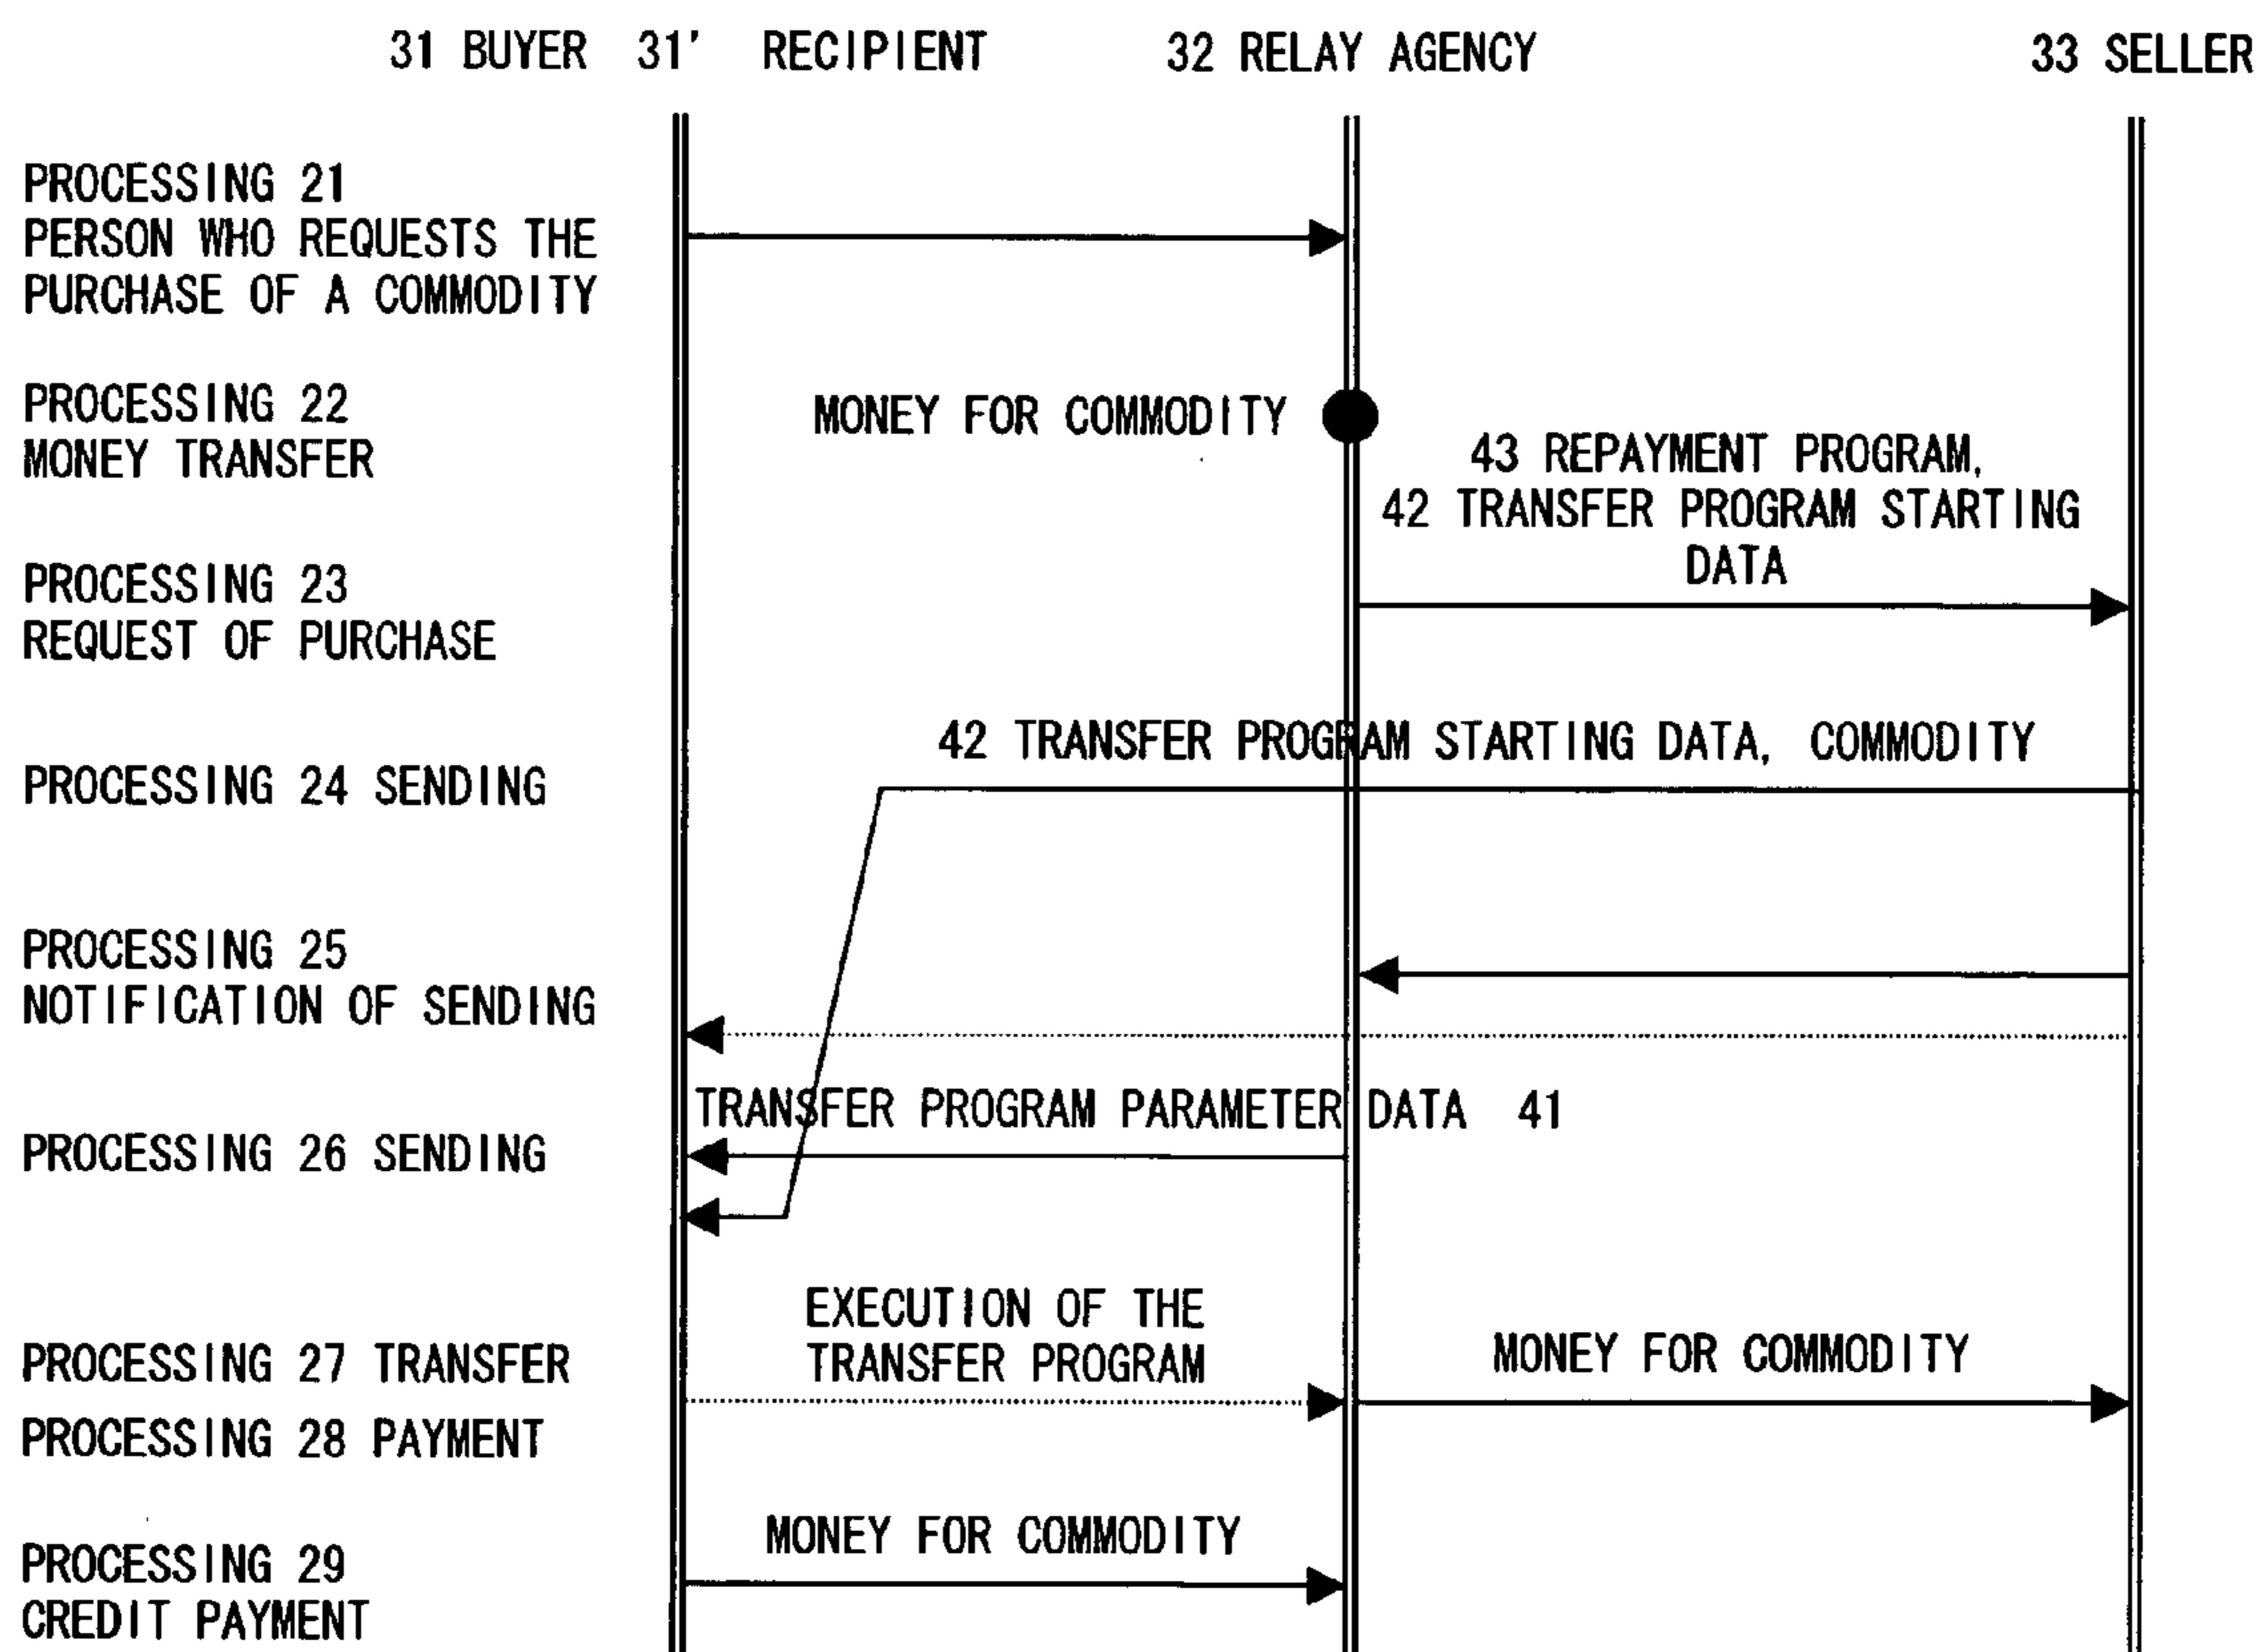 31 BUYER 31' RECIPIENT 32 RELAY AGENCY 33 SELLER
PROCESSING 21
PERSON WHO REQUESTS THE
PURCHASE OF A COMMODITY
PROCESSING 22
MONEY TRANSFER
MONEY FOR COMMODITY
43 REPAYMENT PROGRAM,
42 TRANSFER PROGRAM STARTING
DATA
PROCESSING 23
REQUEST OF PURCHASE
42 TRANSFER PROGRAM STARTING DATA, COMMODITY
PROCESSING 24 SENDING
PROCESSING 25
NOTIFICATION OF SENDING
TRANSFER PROGRAM PARAMETER DATA 41
PROCESSING 26 SENDING
EXECUTION OF THE
TRANSFER PROGRAM
MONEY FOR COMMODITY
PROCESSING 27 TRANSFER
PROCESSING 28 PAYMENT
MONEY FOR COMMODITY
PROCESSING 29
CREDIT PAYMENT